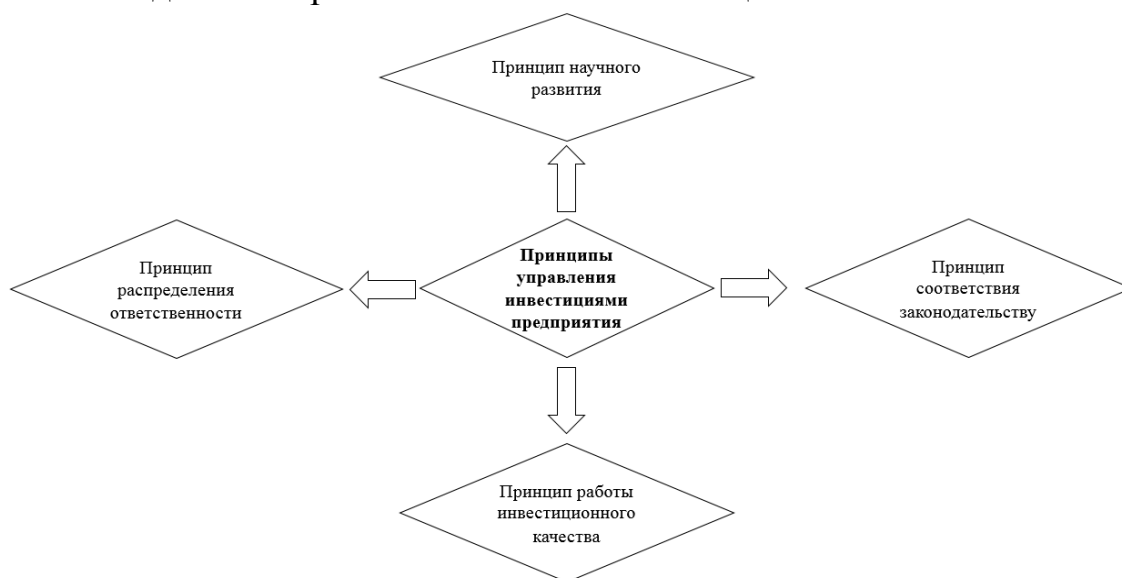 Принцип научного
развития
Принцип
распределения
ответственности
Принципы
управления
инвестициями
предприятия
Принцип
соответствия
законодательству
Принцип работы
инвестиционного
качества